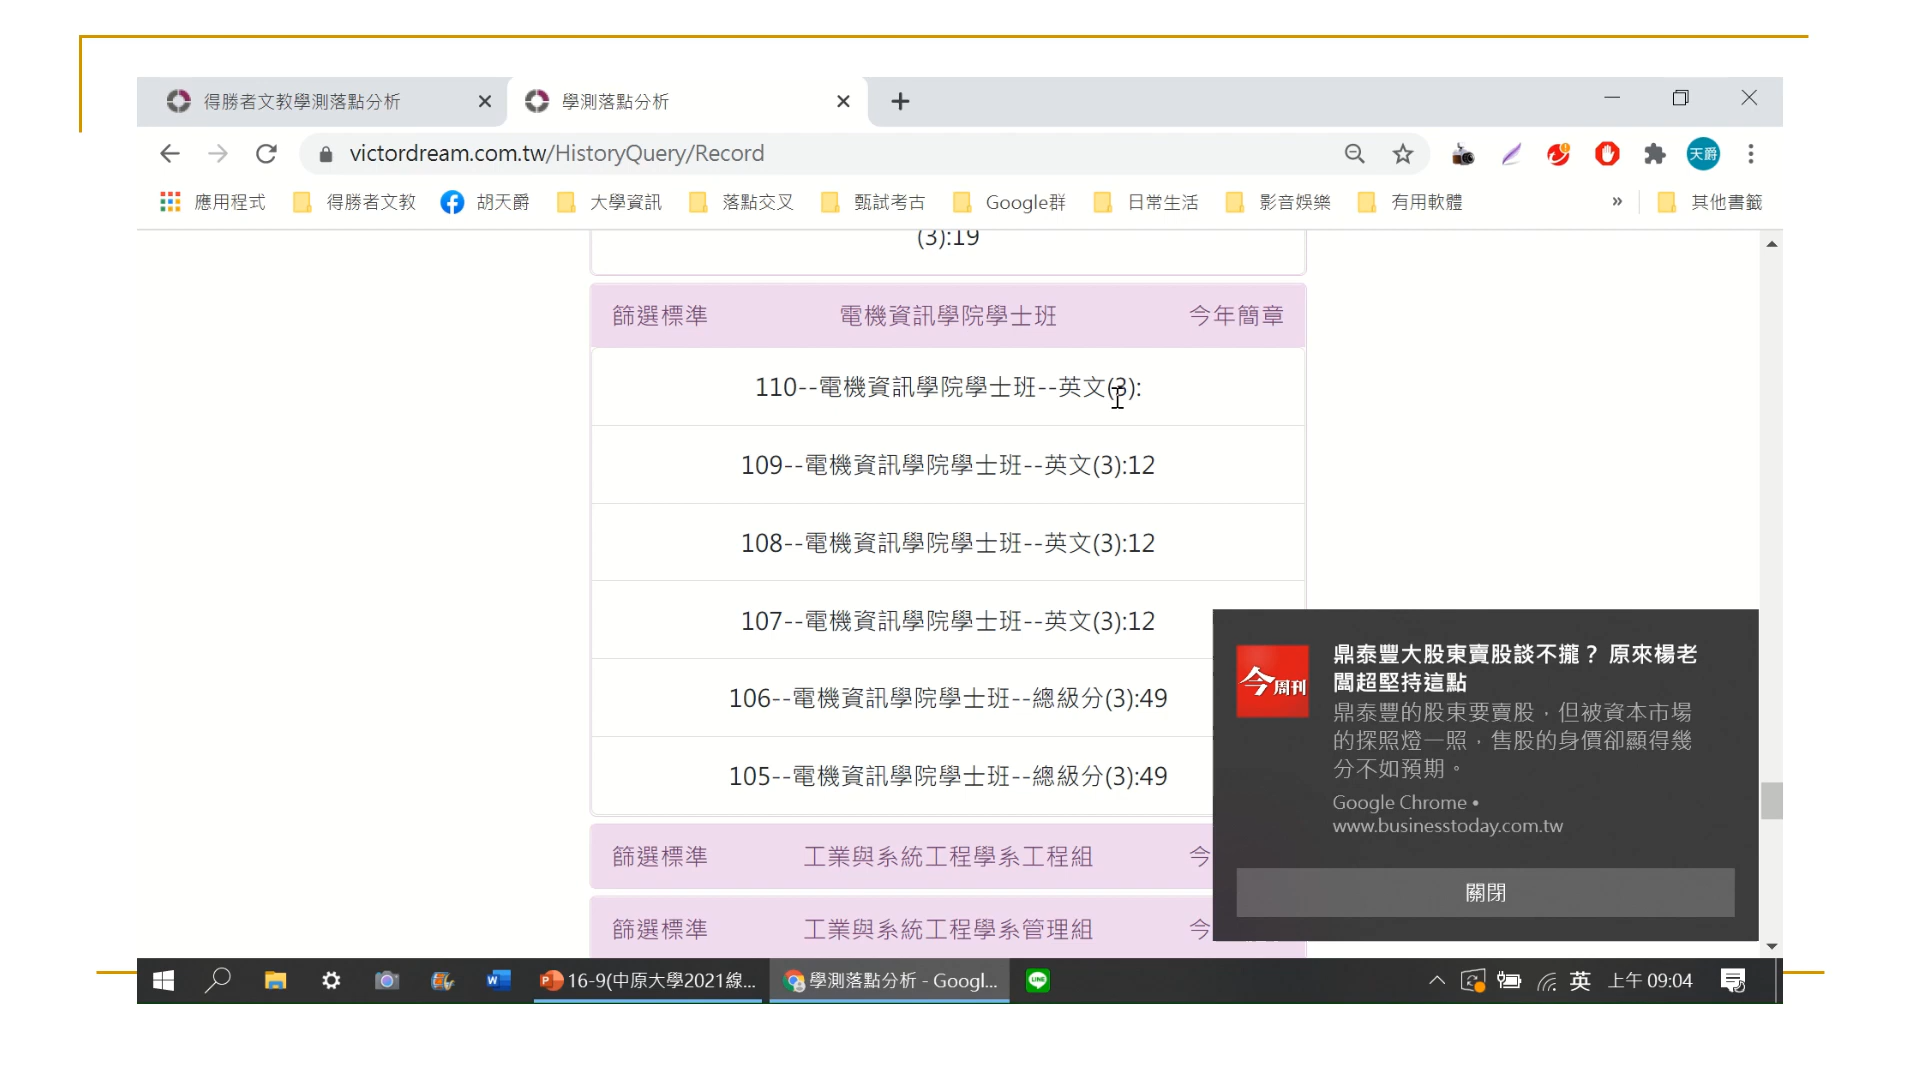 得勝者文教學測落點分析
學測落點分析
victordream.com.tw/HistoryQuery/Record
天爵
應用程式
得勝者文教
胡天爵
大學資訊
落點交叉
甄試考古
Google群
日常生活
影音娛樂
有用軟體
»
其他書籤
(3):19
篩選標準 電機資訊學院學士班 今年簡章
110--電機資訊學院學士班--英文(3):
109--電機資訊學院學士班--英文(3):12
108--電機資訊學院學士班--英文(3):12
107--電機資訊學院學士班--英文(3):12
106--電機資訊學院學士班--總級分(3):49
105--電機資訊學院學士班--總級分(3):49
篩選標準 工業與系統工程學系工程組 今
篩選標準 工業與系統工程學系管理組 今
今周刊
鼎泰豐大股東賣股談不攏？原來楊老
闆超堅持這點
鼎泰豐的股東要賣股，但被資本市場
的探照燈一照，售股的身價卻顯得幾
分不如預期。
Google Chrome •
www.businesstoday.com.tw
關閉
16-9(中原大學2021線...
學測落點分析 - Googl...
英
上午 09:04